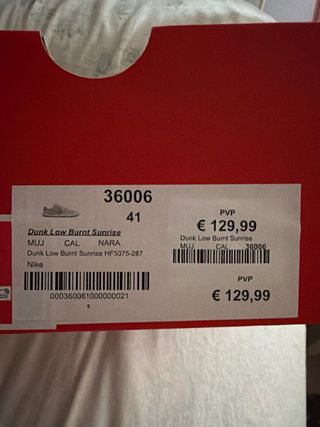 36006
41
PVP
€ 129,99
Dunk Low Burnt Sunrise
MUJ CAL NARA
Dunk Low Burnt Sunrise HF5075-287
Nike
000360061000000021
Dunk Low Burnt Sunrise
MUJ CAL 36006
PVP
€ 129,99